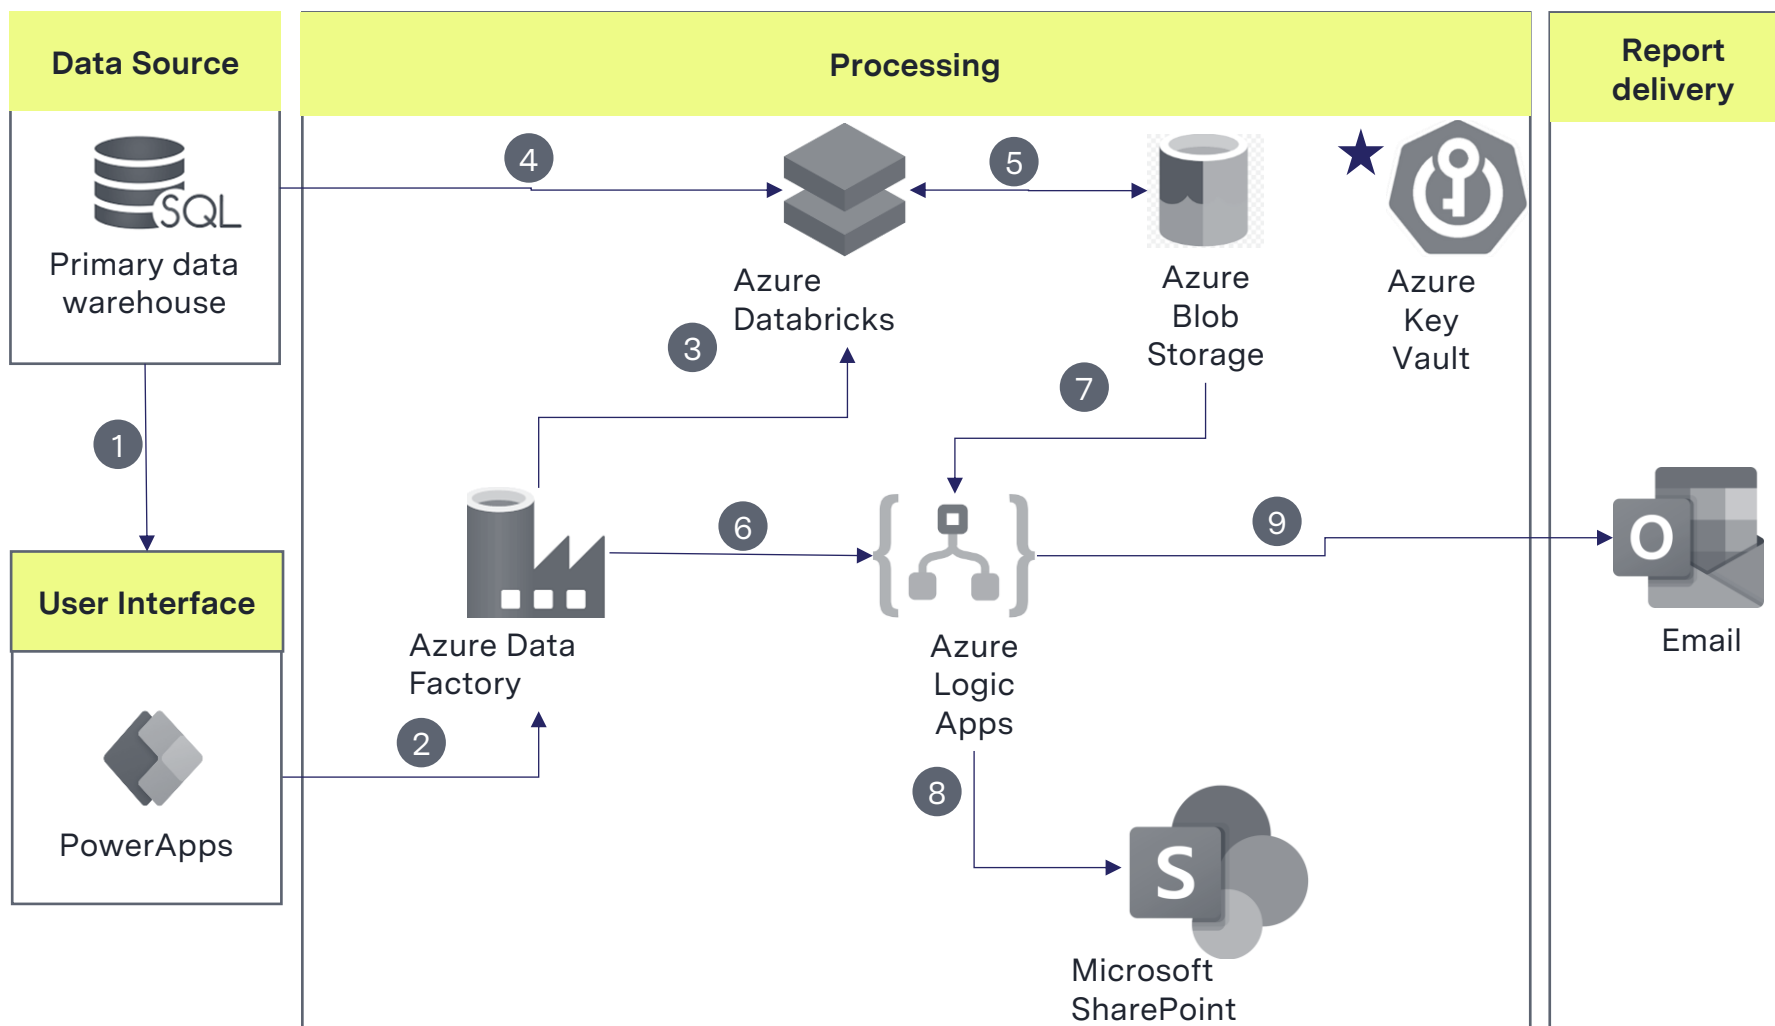 Data Source
Processing
Report
delivery
4
5
SQL
Primary data
warehouse
Azure
Databricks
Azure
Blob
Storage
Azure
Key
Vault
3
7
1
6
9
O
User Interface
Azure Data
Factory
Azure
Logic
Apps
Email
2
8
PowerApps
S
Microsoft
SharePoint